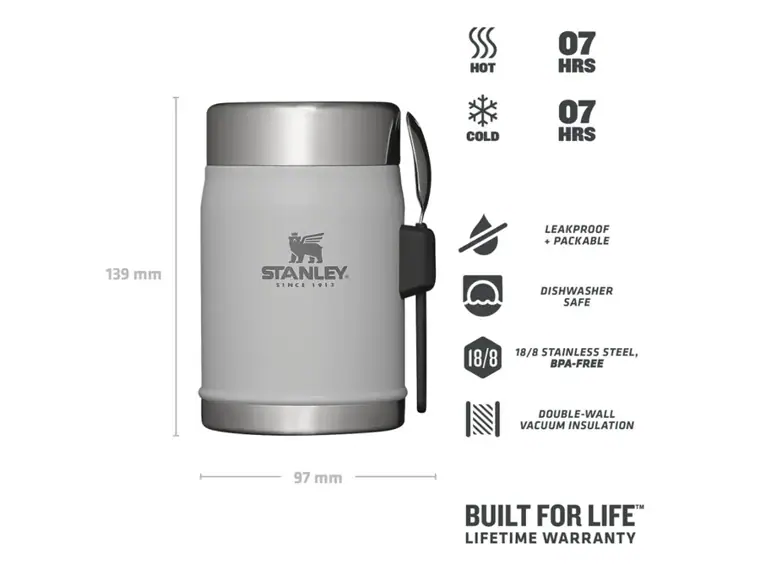 HOT
07
HRS
COLD
07
HRS
139 mm
STANLEY®
SINCE 1913
LEAKPROOF
+ PACKABLE
DISHWASHER
SAFE
18/8
18/8 STAINLESS STEEL,
BPA-FREE
DOUBLE-WALL
VACUUM INSULATION
97 mm
BUILT FOR LIFE™
LIFETIME WARRANTY